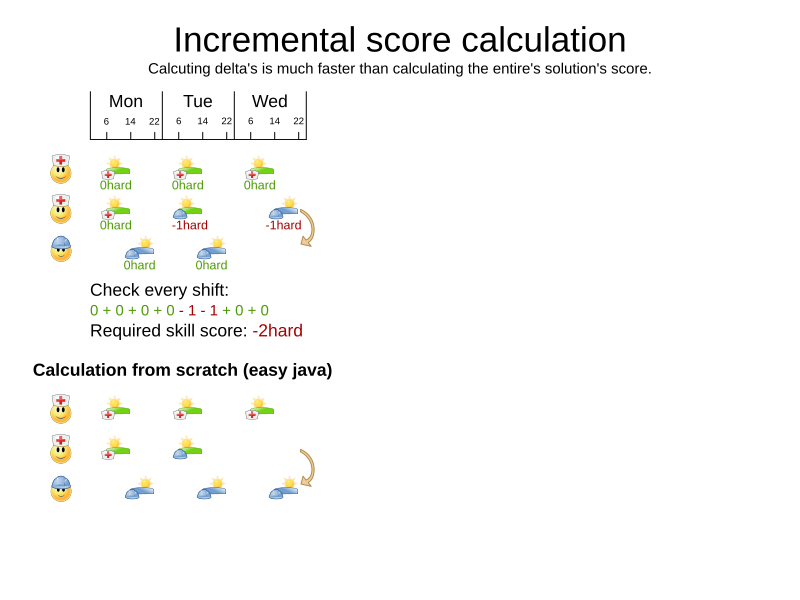 Incremental score calculation
Calcuting delta's is much faster than calculating the entire's solution's score.
Mon Tue Wed
6 14 22 6 14 22 6 14 22
0hard 0hard 0hard
0hard -1hard -1hard
0hard 0hard
Check every shift:
0 + 0 + 0 + 0 - 1 - 1 + 0 + 0
Required skill score: -2hard
Calculation from scratch (easy java)